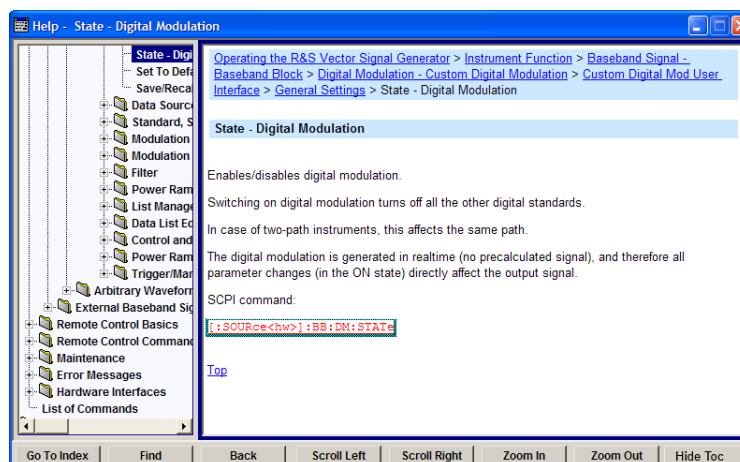 Help - State - Digital Modulation
State - Digi
Set To Defa
Save/Recal
Data Source
Standard, S
Modulation
Modulation
Filter
Power Ram
List Manage
Data List Ed
Control and
Power Ram
Trigger/Mar
Arbitrary Waveform
External Baseband Sig
Remote Control Basics
Remote Control Command
Maintenance
Error Messages
Hardware Interfaces
List of Commands
Operating the R&S Vector Signal Generator > Instrument Function > Baseband Signal -
Baseband Block > Digital Modulation - Custom Digital Modulation > Custom Digital Mod User
Interface > General Settings > State - Digital Modulation
State - Digital Modulation
Enables/disables digital modulation.
Switching on digital modulation turns off all the other digital standards.
In case of two-path instruments, this affects the same path.
The digital modulation is generated in realtime (no precalculated signal), and therefore all
parameter changes (in the ON state) directly affect the output signal.
SCPI command:
[:SOURce<hw>]:BB:DM:STATe
Top
Go To Index Find Back Scroll Left Scroll Right Zoom In Zoom Out Hide Toc